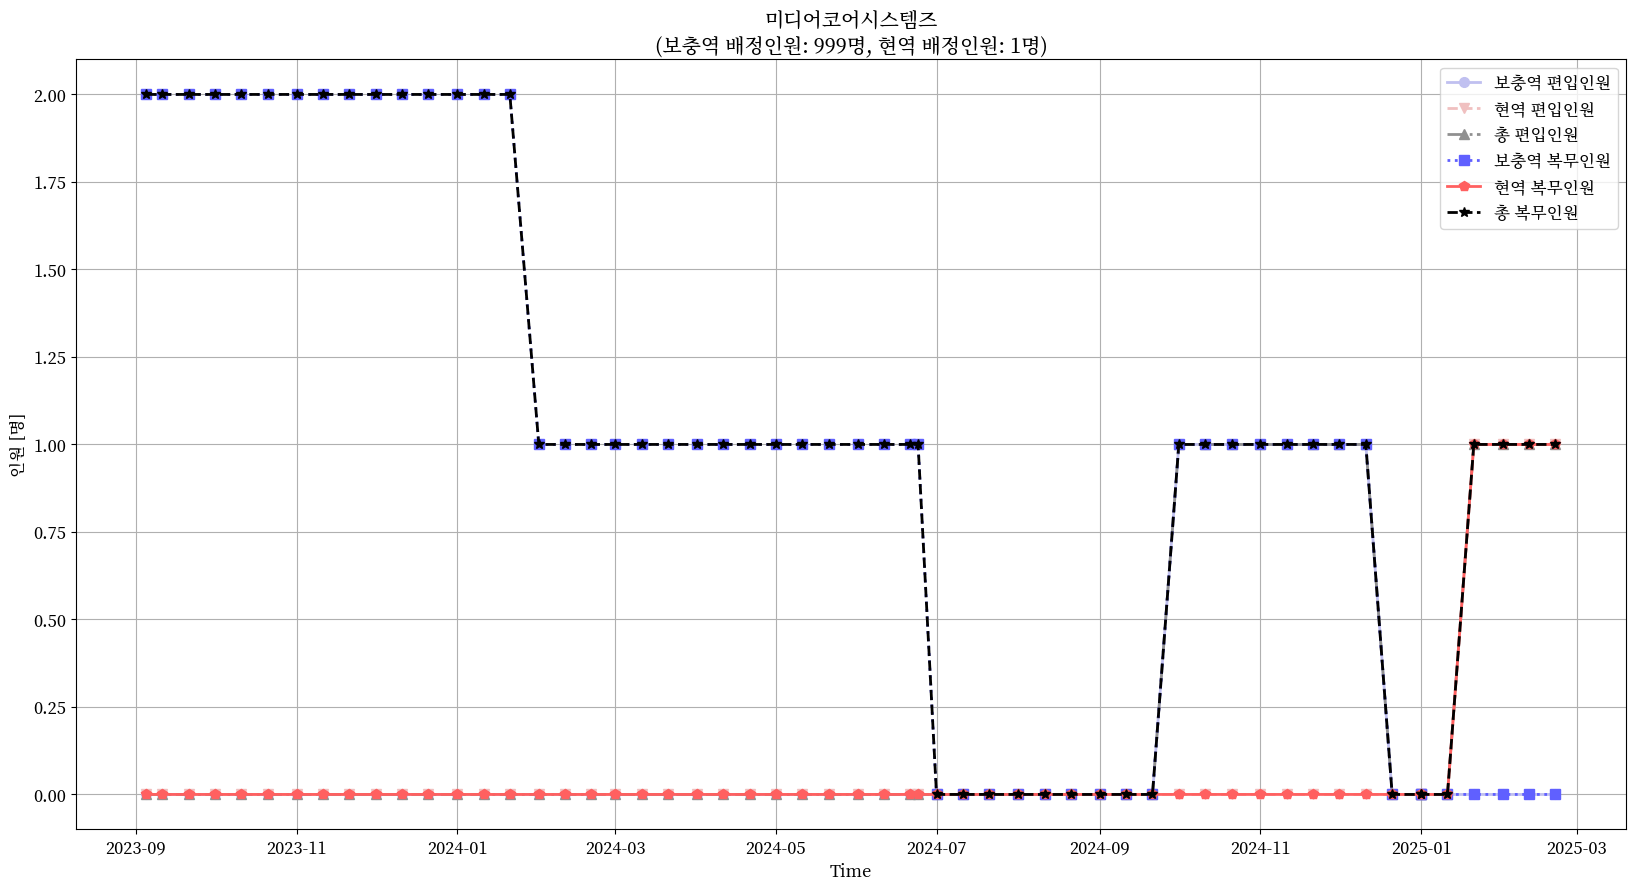 미디어코어시스템즈
(보충역 배정인원: 999명, 현역 배정인원: 1명)
보충역 편입인원
현역 편입인원
총 편입인원
보충역 복무인원
현역 복무인원
총 복무인원
인원 [명]
2.00
1.75
1.50
1.25
1.00
0.75
0.50
0.25
0.00
2023-09 2023-11 2024-01 2024-03 2024-05 2024-07 2024-09 2024-11 2025-01 2025-03
Time